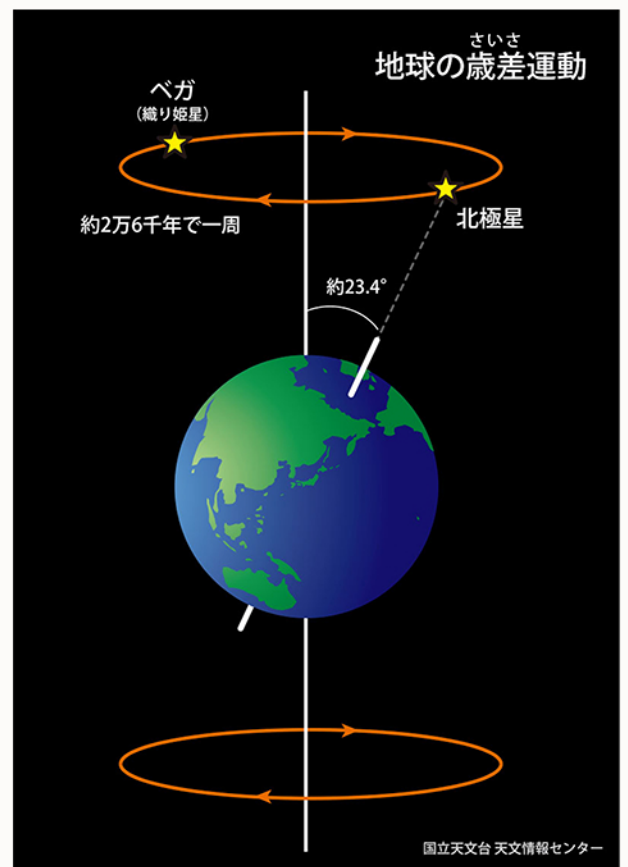 さいさ
地球の歳差運動
ベガ
（織り姫星）
北極星
約2万6千年で一周
約23.4°
国立天文台 天文情報センター